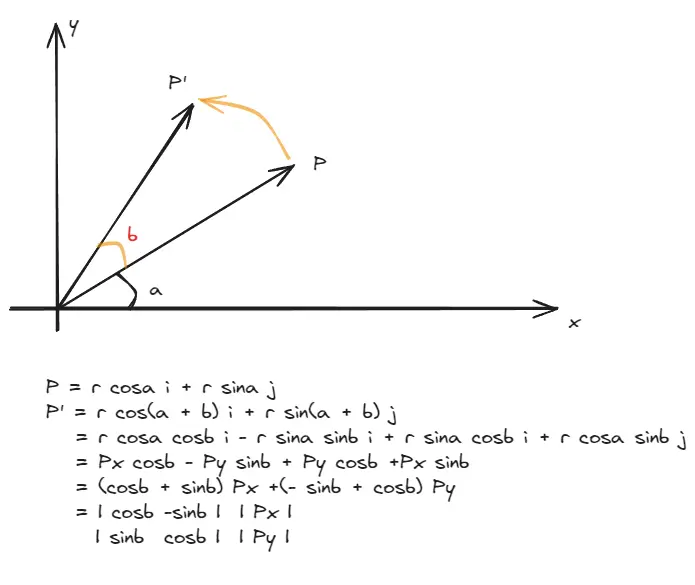 y
P'
P
b
a
x
P = r cosa i + r sina j
P' = r cos(a + b) i + r sin(a + b) j
= r cosa cosb i - r sina sinb i + r sina cosb i + r cosa sinb j
= Px cosb - Py sinb + Py cosb +Px sinb
= (cosb + sinb) Px +(- sinb + cosb) Py
= | cosb -sinb | | Px |
| sinb cosb | | Py |